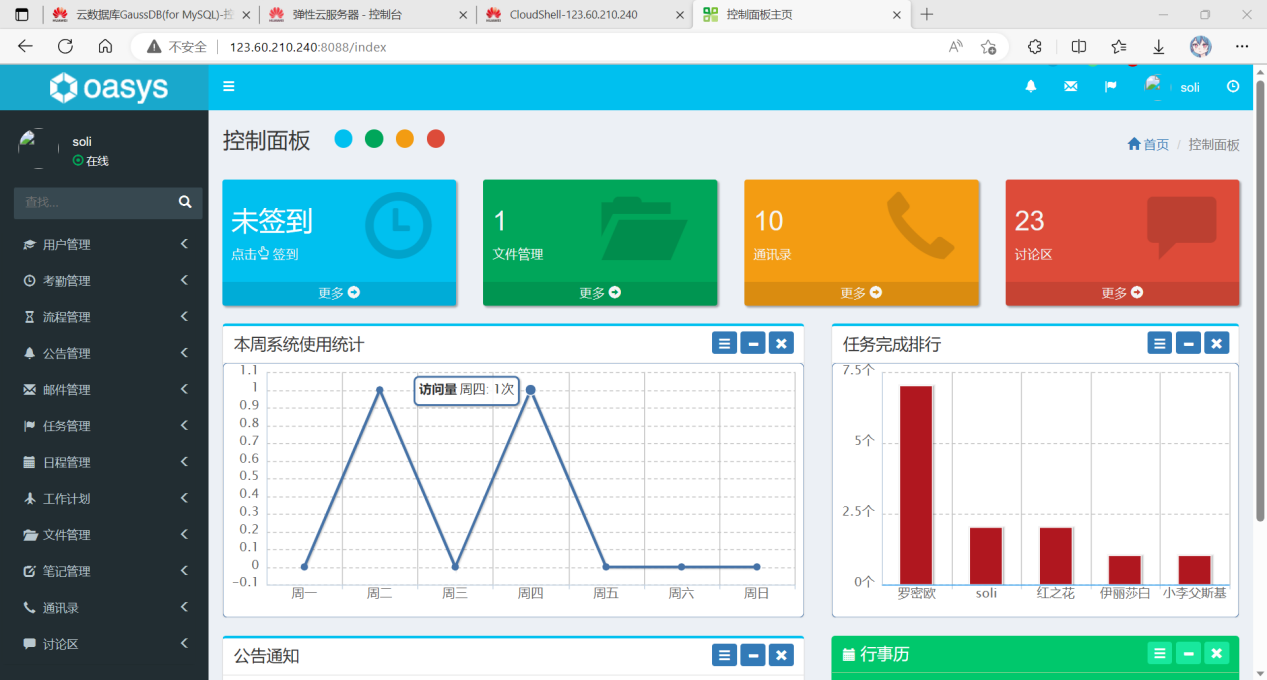 云数据库GaussDB(for MySQL)-控
弹性云服务器 - 控制台
CloudShell-123.60.210.240
控制面板主页
不安全
123.60.210.240:8088/index
oasys
soli
soli
在线
查找...
用户管理
考勤管理
流程管理
公告管理
邮件管理
任务管理
日程管理
工作计划
文件管理
笔记管理
通讯录
讨论区
控制面板
首页 / 控制面板
未签到
点击 签到
更多
1
文件管理
更多
10
通讯录
更多
23
讨论区
更多
本周系统使用统计
1.1
1
0.9
0.8
0.7
0.6
0.5
0.4
0.3
0.2
0.1
0
-0.1
访问量 周四: 1次
周一 周二 周三 周四 周五 周六 周日
任务完成排行
7.5个
5个
2.5个
0个
罗密欧 soli 红之花 伊丽莎白 小李父斯基
公告通知
行事历